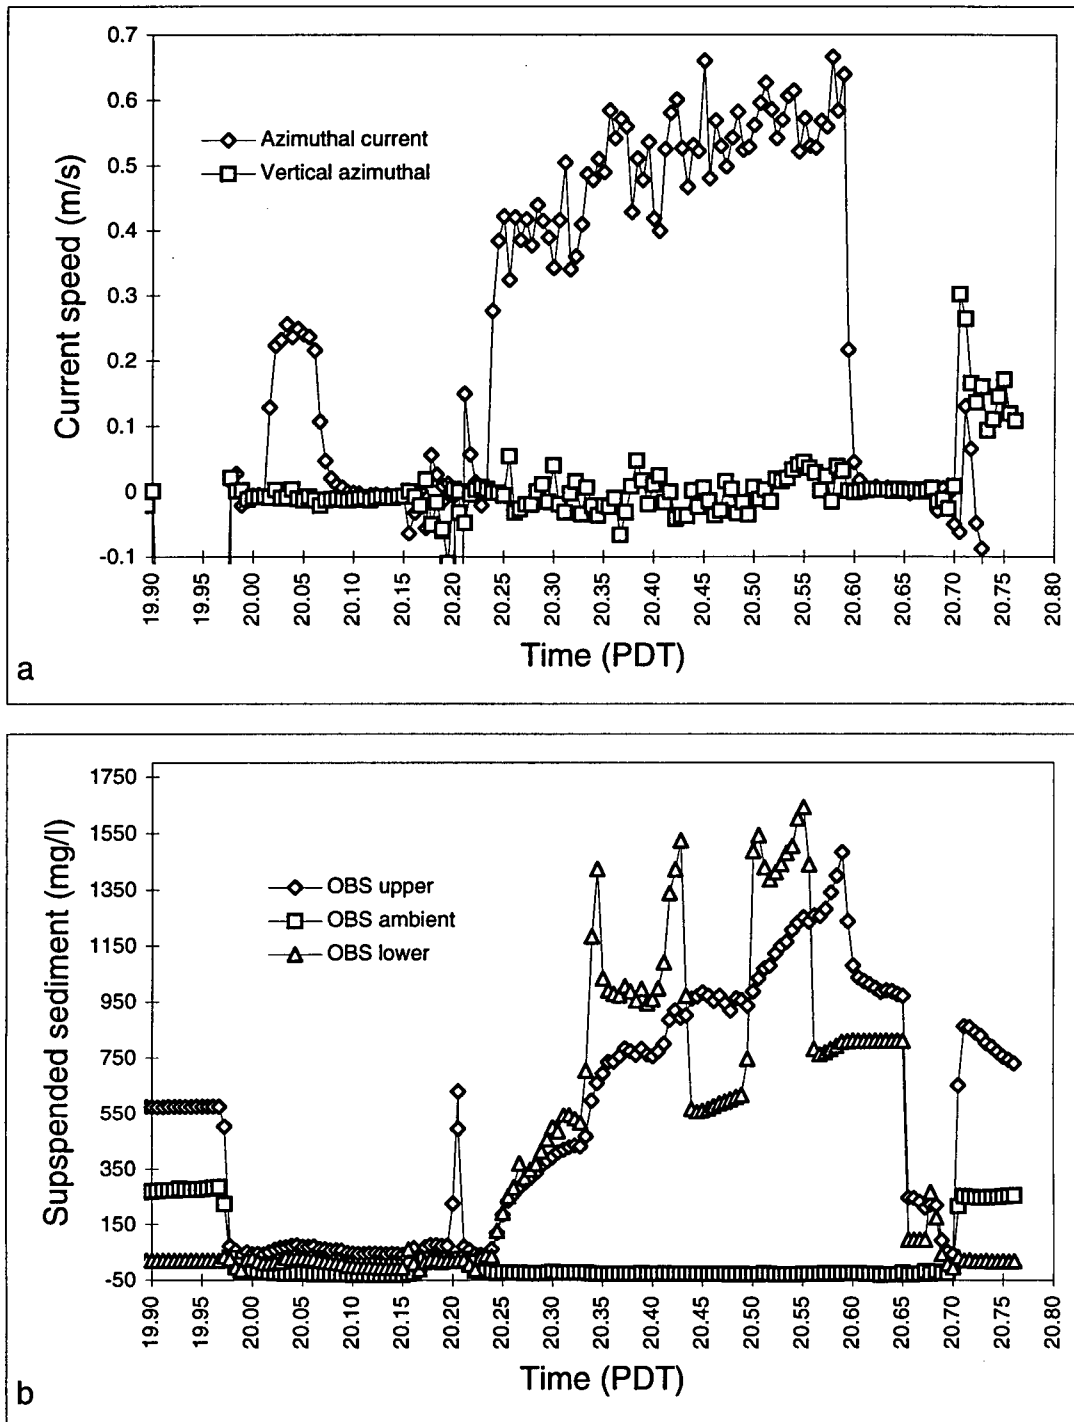 0.7
0.6
0.5
0.4
0.3
0.2
0.1
0
-0.1
Current speed (m/s)
Azimuthal current
Vertical azimuthal
19.90 19.95 20.00 20.05 20.10 20.15 20.20 20.25 20.30 20.35 20.40 20.45 20.50 20.55 20.60 20.65 20.70 20.75 20.80
Time (PDT)
a
1750
1550
1350
1150
950
750
550
350
150
-50
Supspended sediment (mg/l)
OBS upper
OBS ambient
OBS lower
19.90 19.95 20.00 20.05 20.10 20.15 20.20 20.25 20.30 20.35 20.40 20.45 20.50 20.55 20.60 20.65 20.70 20.75 20.80
Time (PDT)
b